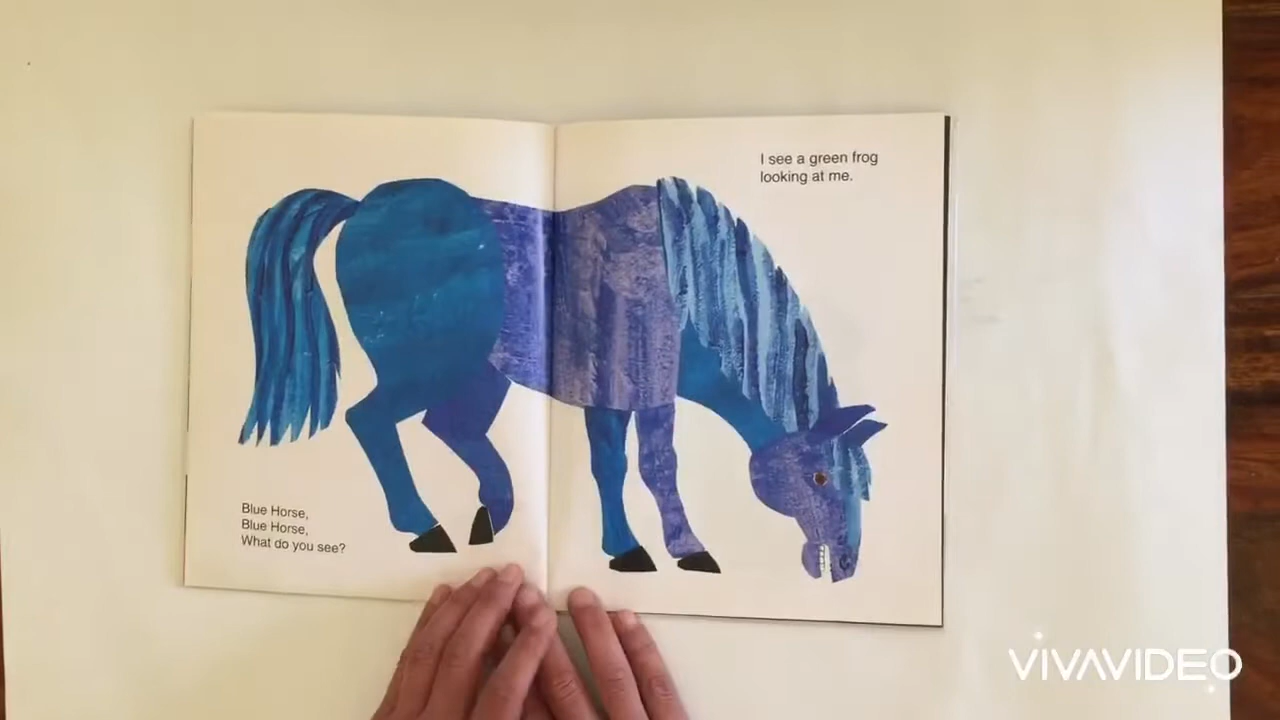 Blue Horse,
Blue Horse,
What do you see?
I see a green frog
looking at me.
VIVAVIDEO